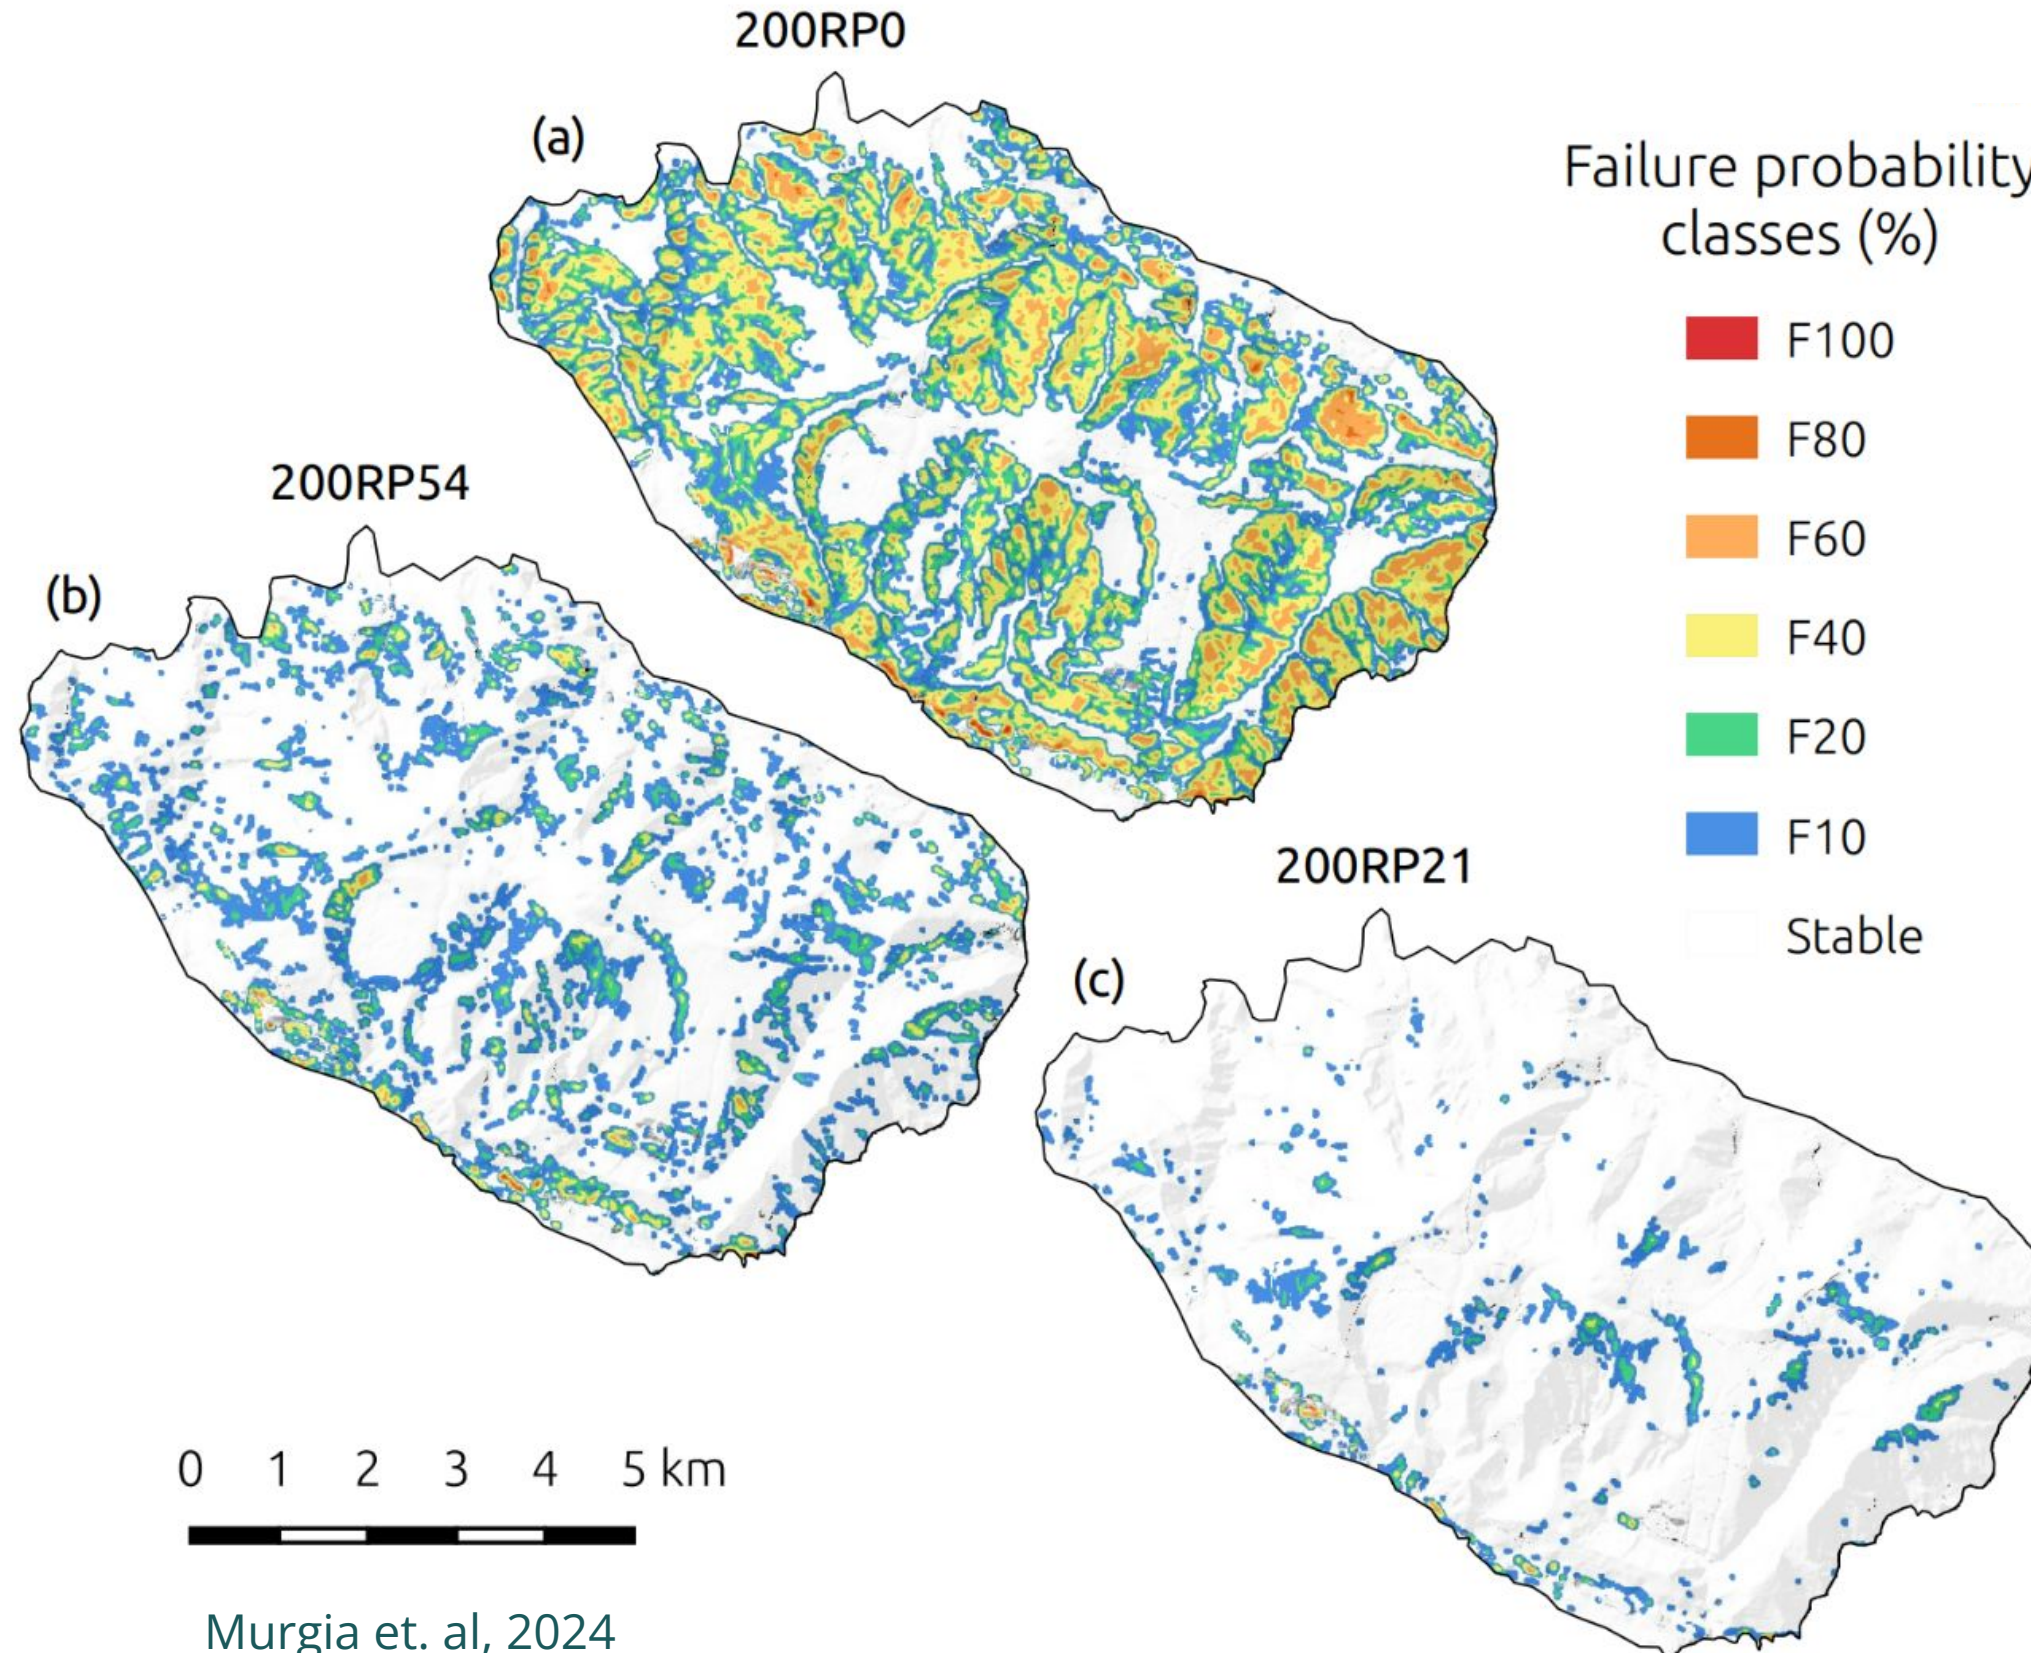 200RP0
(a)
Failure probability
classes (%)
F100
F80
F60
F40
F20
F10
Stable
200RP54
(b)
200RP21
(c)
0 1 2 3 4 5 km
Murgia et. al, 2024